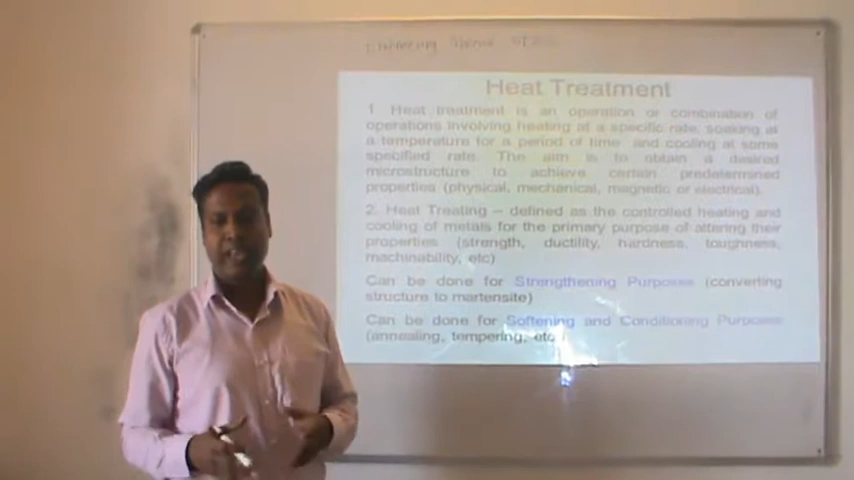 Heat Treatment
1. Heat treatment is an operation or combination of
operations involving heating at a specific rate, soaking at
a temperature for a period of time and cooling at some
specified rate. The aim is to obtain a desired
microstructure to achieve certain predetermined
properties (physical, mechanical, magnetic or electrical).
2. Heat Treating – defined as the controlled heating and
cooling of metals for the primary purpose of altering their
properties (strength, ductility, hardness, toughness,
machinability, etc)
Can be done for Strengthening Purposes (converting
structure to martensite)
Can be done for Softening and Conditioning Purposes
(annealing, tempering, etc.)